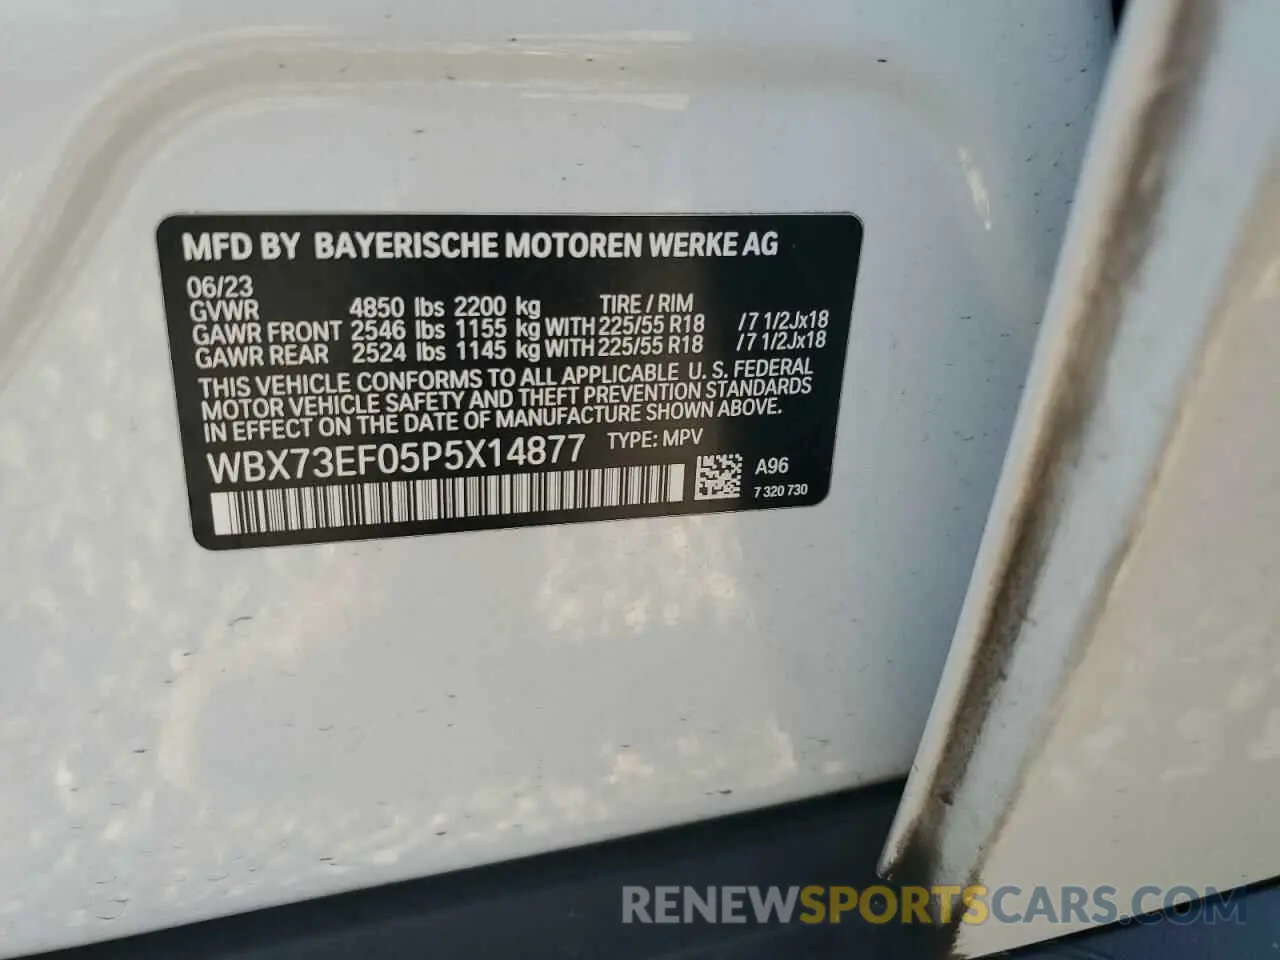 MFD BY BAYERISCHE MOTOREN WERKE AG
06/23
GVWR 4850 lbs 2200 kg TIRE / RIM
GAWR FRONT 2546 lbs 1155 kg WITH 225/55 R18 /7 1/2Jx18
GAWR REAR 2524 lbs 1145 kg WITH 225/55 R18 /7 1/2Jx18
THIS VEHICLE CONFORMS TO ALL APPLICABLE U. S. FEDERAL
MOTOR VEHICLE SAFETY AND THEFT PREVENTION STANDARDS
IN EFFECT ON THE DATE OF MANUFACTURE SHOWN ABOVE.
WBX73EF05P5X14877 TYPE: MPV
A96
7 320 730
RENEWSPORTSCARS.COM